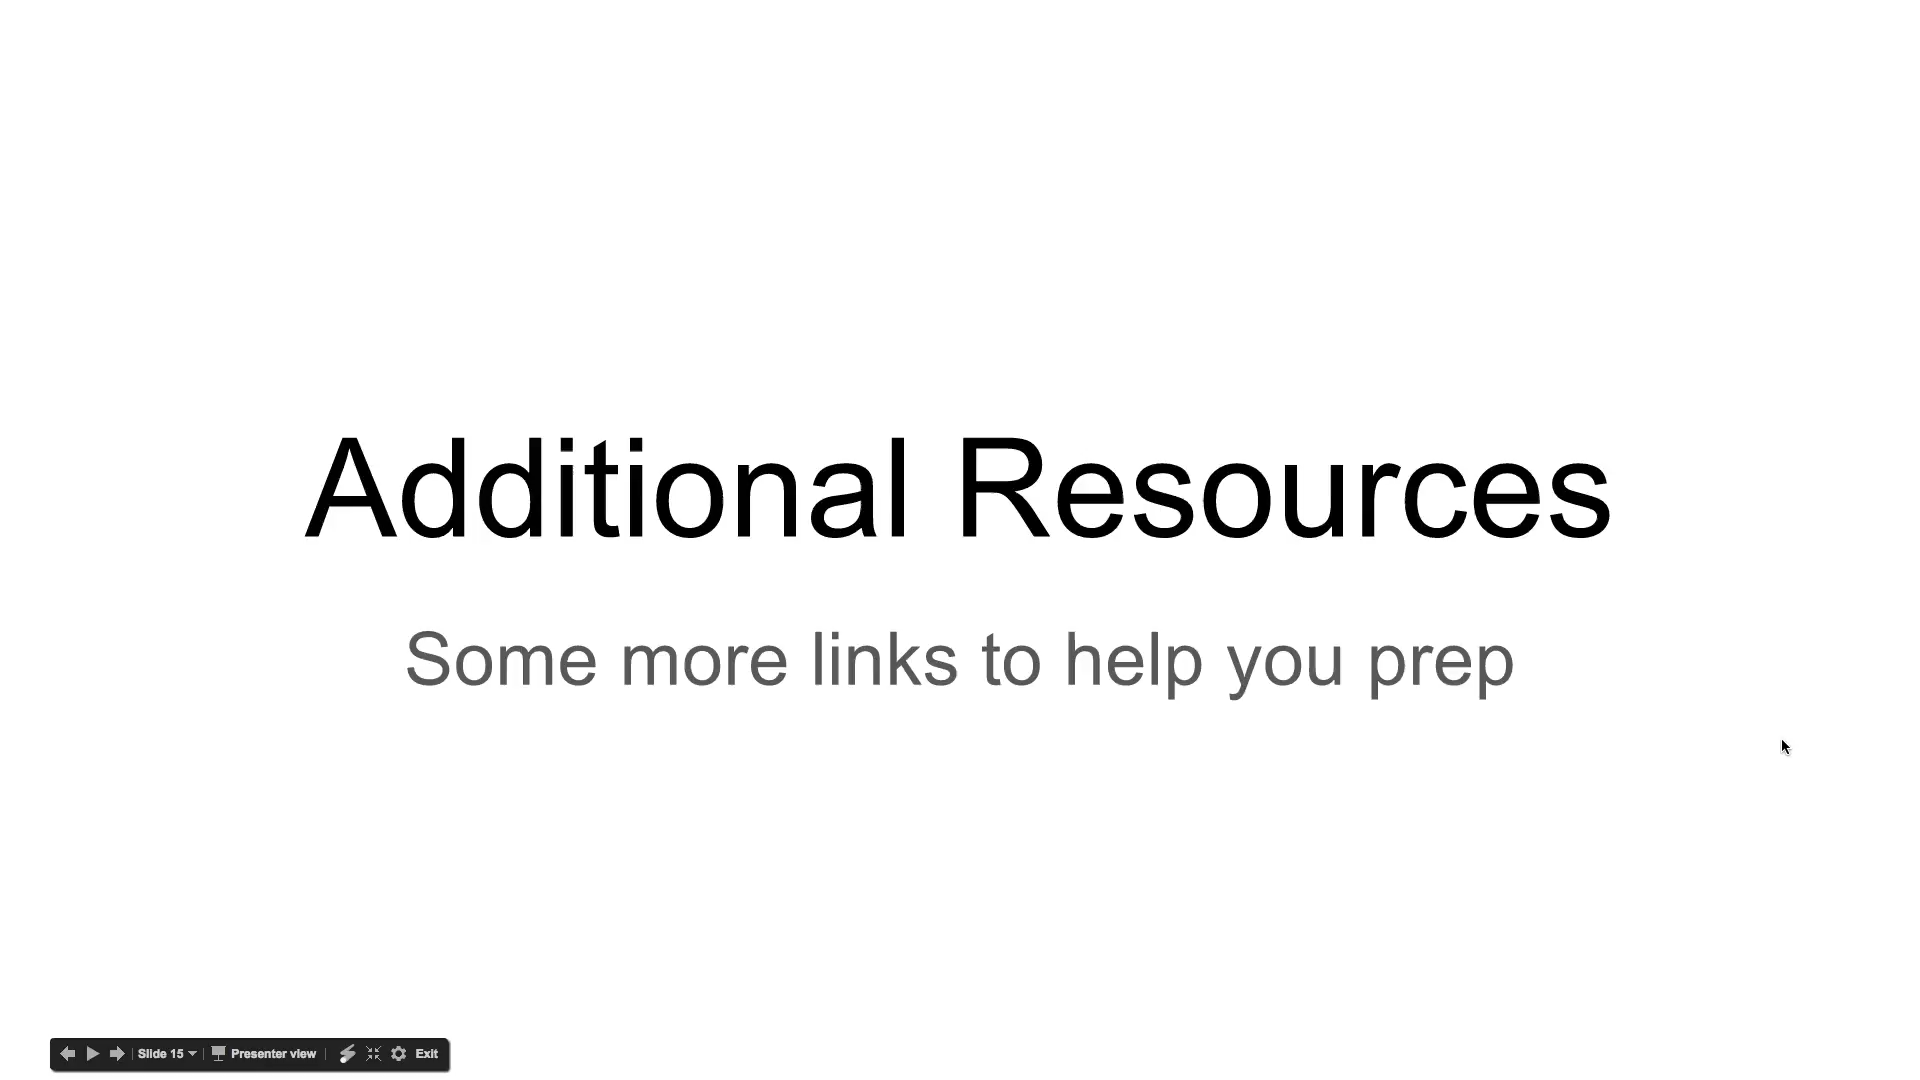 Additional Resources
Some more links to help you prep
Slide 15 Presenter view Exit